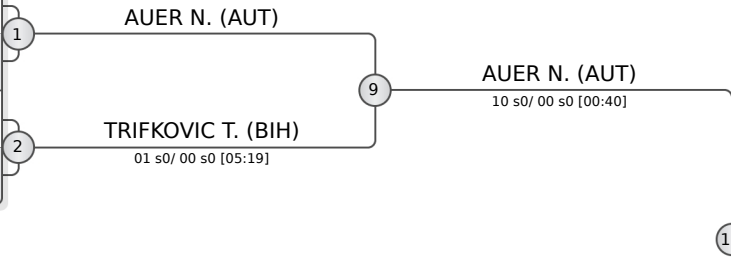 AUER N. (AUT)
1
9
AUER N. (AUT)
10 s0/ 00 s0 [00:40]
TRIFKOVIC T. (BIH)
2
01 s0/ 00 s0 [05:19]